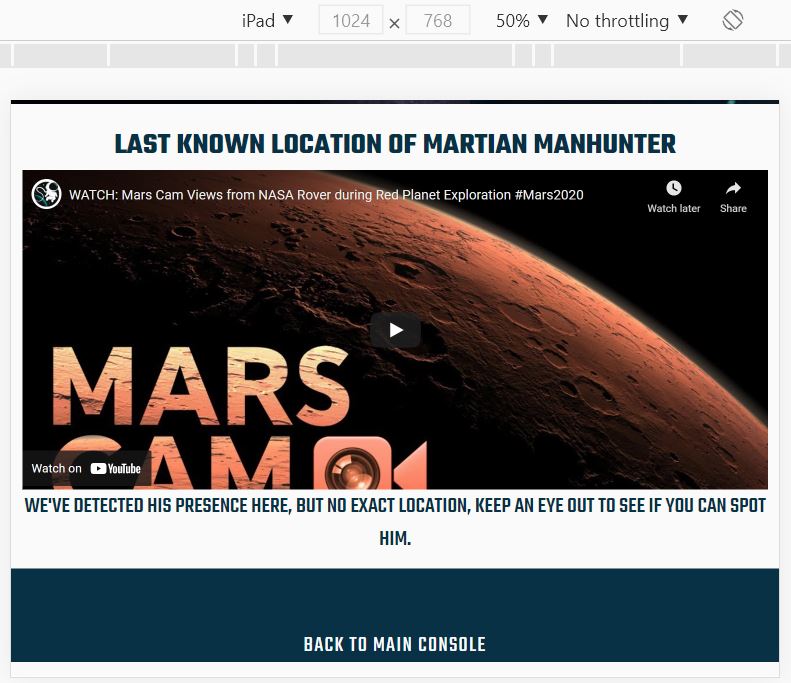 iPad ▼ 1024 × 768 50% ▼ No throttling ▼
LAST KNOWN LOCATION OF MARTIAN MANHUNTER
WATCH: Mars Cam Views from NASA Rover during Red Planet Exploration #Mars2020
Watch later Share
MARS
CAM
Watch on YouTube
WE'VE DETECTED HIS PRESENCE HERE, BUT NO EXACT LOCATION, KEEP AN EYE OUT TO SEE IF YOU CAN SPOT
HIM.
BACK TO MAIN CONSOLE